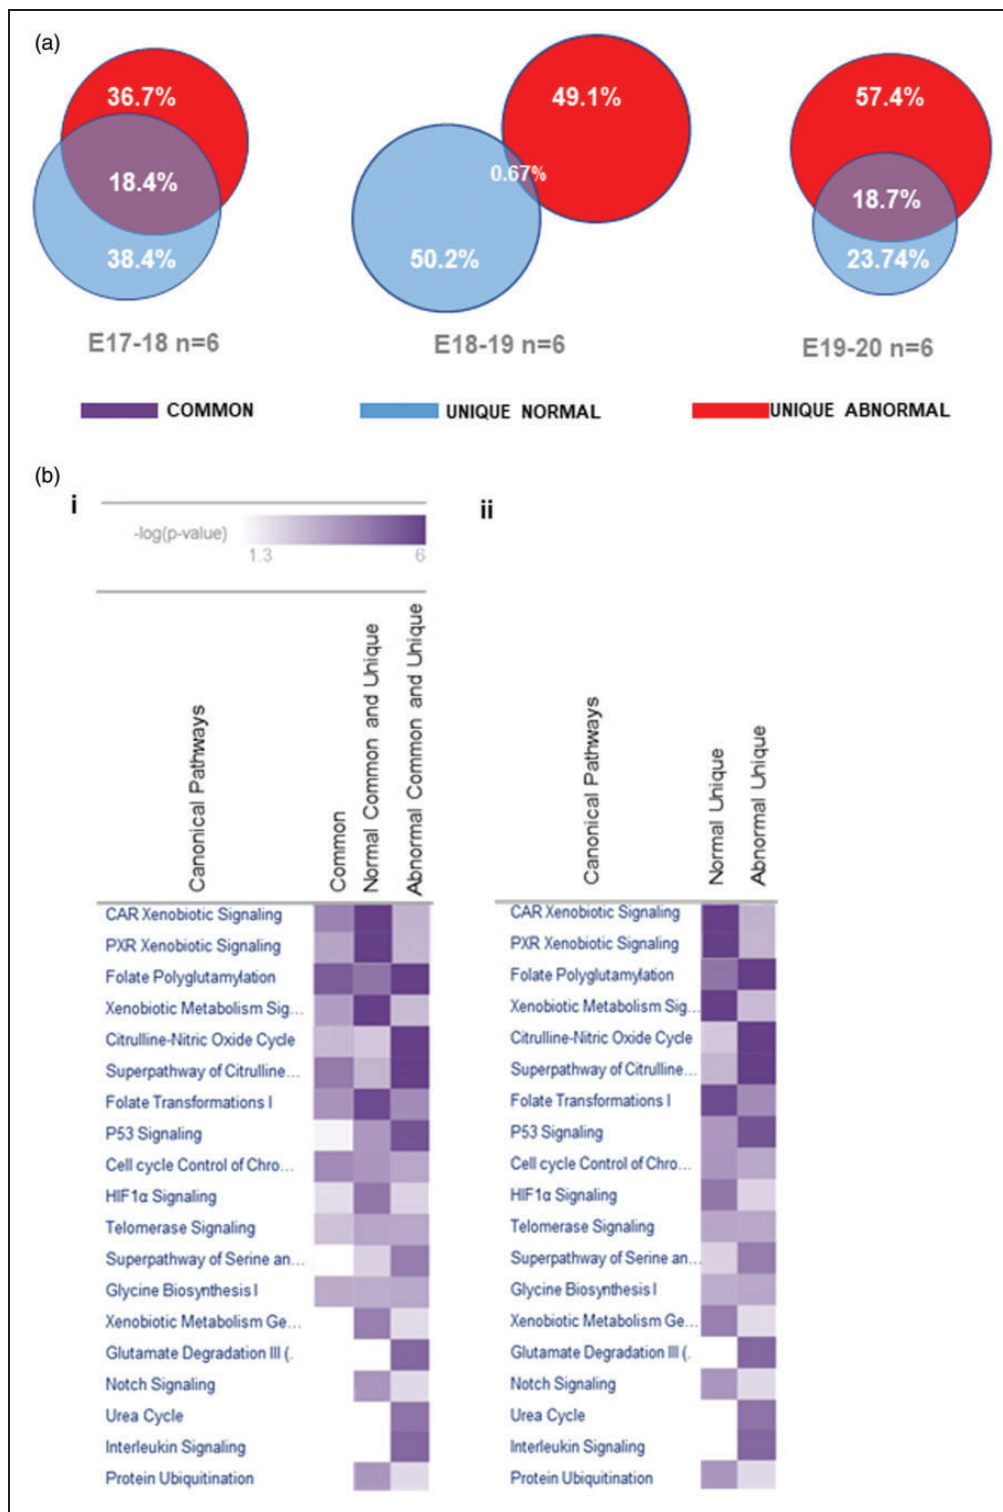 (a)
36.7%
18.4%
38.4%
E17-18 n=6
49.1%
0.67%
50.2%
E18-19 n=6
57.4%
18.7%
23.74%
E19-20 n=6
COMMON
UNIQUE NORMAL
UNIQUE ABNORMAL
(b)
i
-log(p-value)
1.3
6
Canonical Pathways
Common
Normal Common and Unique
Abnormal Common and Unique
CAR Xenobiotic Signaling
PXR Xenobiotic Signaling
Folate Polyglutamylation
Xenobiotic Metabolism Sig...
Citrulline-Nitric Oxide Cycle
Superpathway of Citrulline...
Folate Transformations I
P53 Signaling
Cell cycle Control of Chro...
HIF1α Signaling
Telomerase Signaling
Superpathway of Serine an...
Glycine Biosynthesis I
Xenobiotic Metabolism Ge...
Glutamate Degradation III (.
Notch Signaling
Urea Cycle
Interleukin Signaling
Protein Ubiquitination
ii
Canonical Pathways
Normal Unique
Abnormal Unique
CAR Xenobiotic Signaling
PXR Xenobiotic Signaling
Folate Polyglutamylation
Xenobiotic Metabolism Sig...
Citrulline-Nitric Oxide Cycle
Superpathway of Citrulline...
Folate Transformations I
P53 Signaling
Cell cycle Control of Chro...
HIF1α Signaling
Telomerase Signaling
Superpathway of Serine an...
Glycine Biosynthesis I
Xenobiotic Metabolism Ge...
Glutamate Degradation III (.
Notch Signaling
Urea Cycle
Interleukin Signaling
Protein Ubiquitination